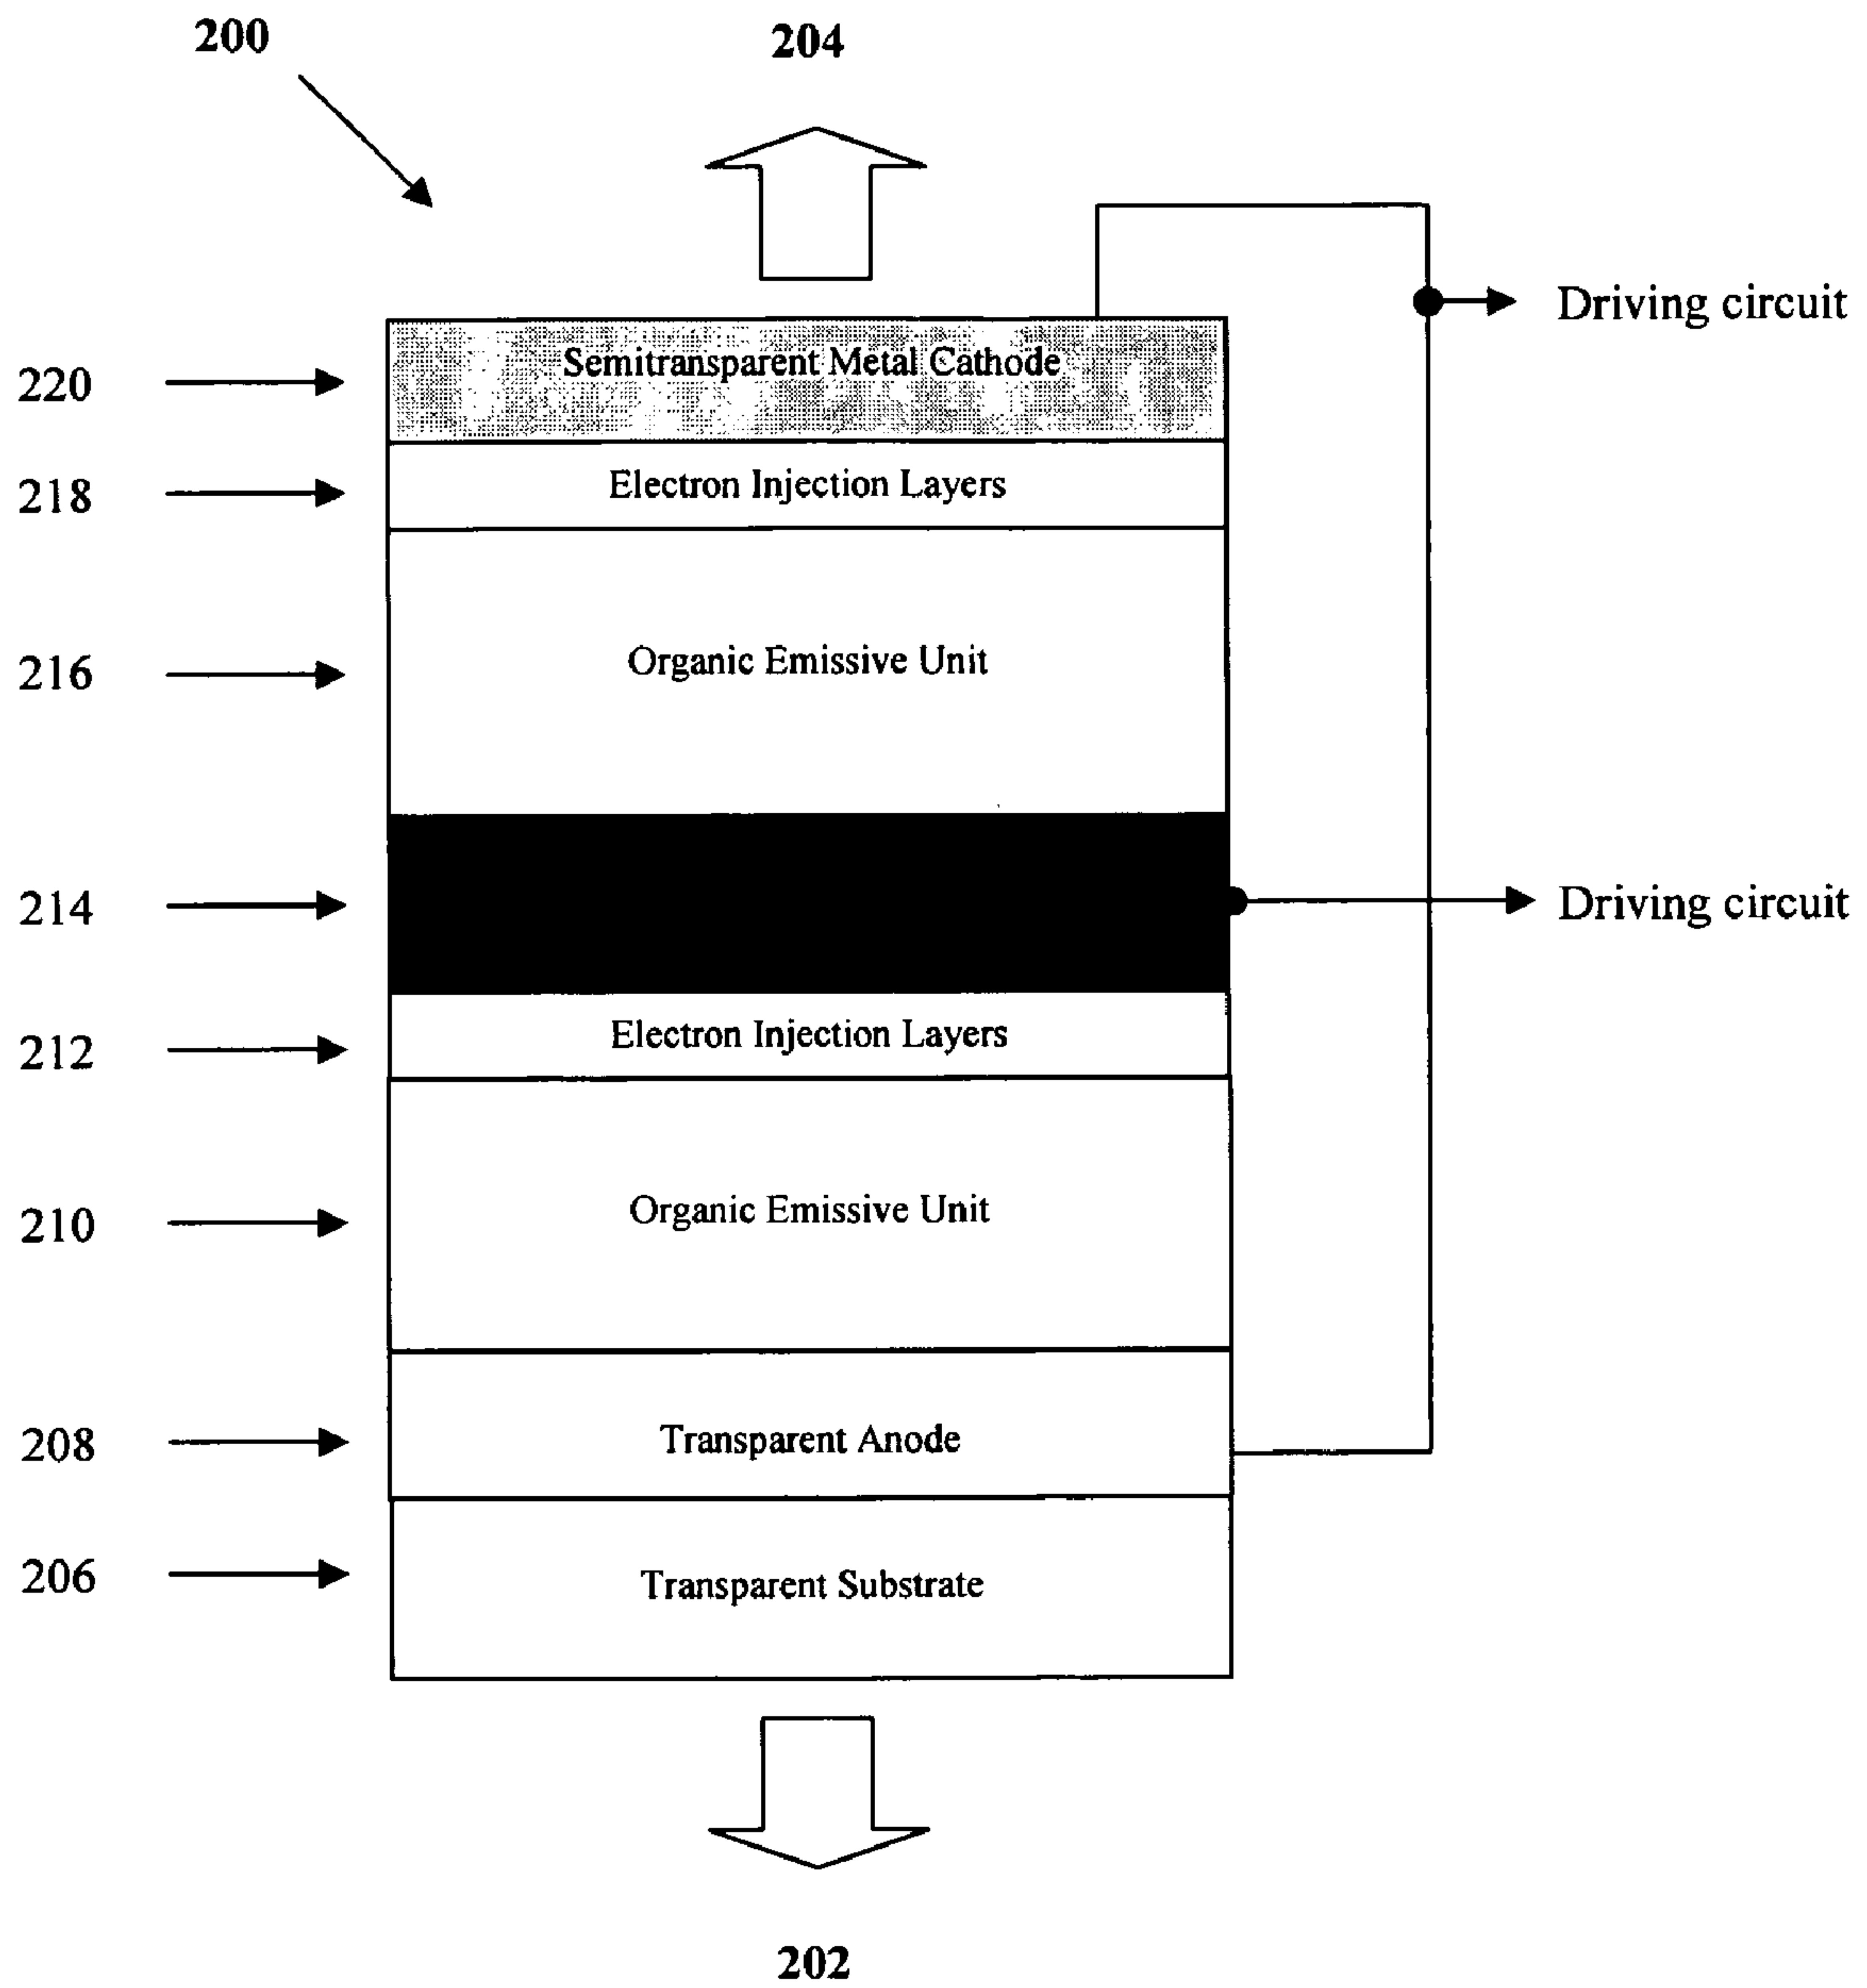 200
204
Driving circuit
220
Semitransparent Metal Cathode
218
Electron Injection Layers
216
Organic Emissive Unit
214
Driving circuit
212
Electron Injection Layers
210
Organic Emissive Unit
208
Transparent Anode
206
Transparent Substrate
202